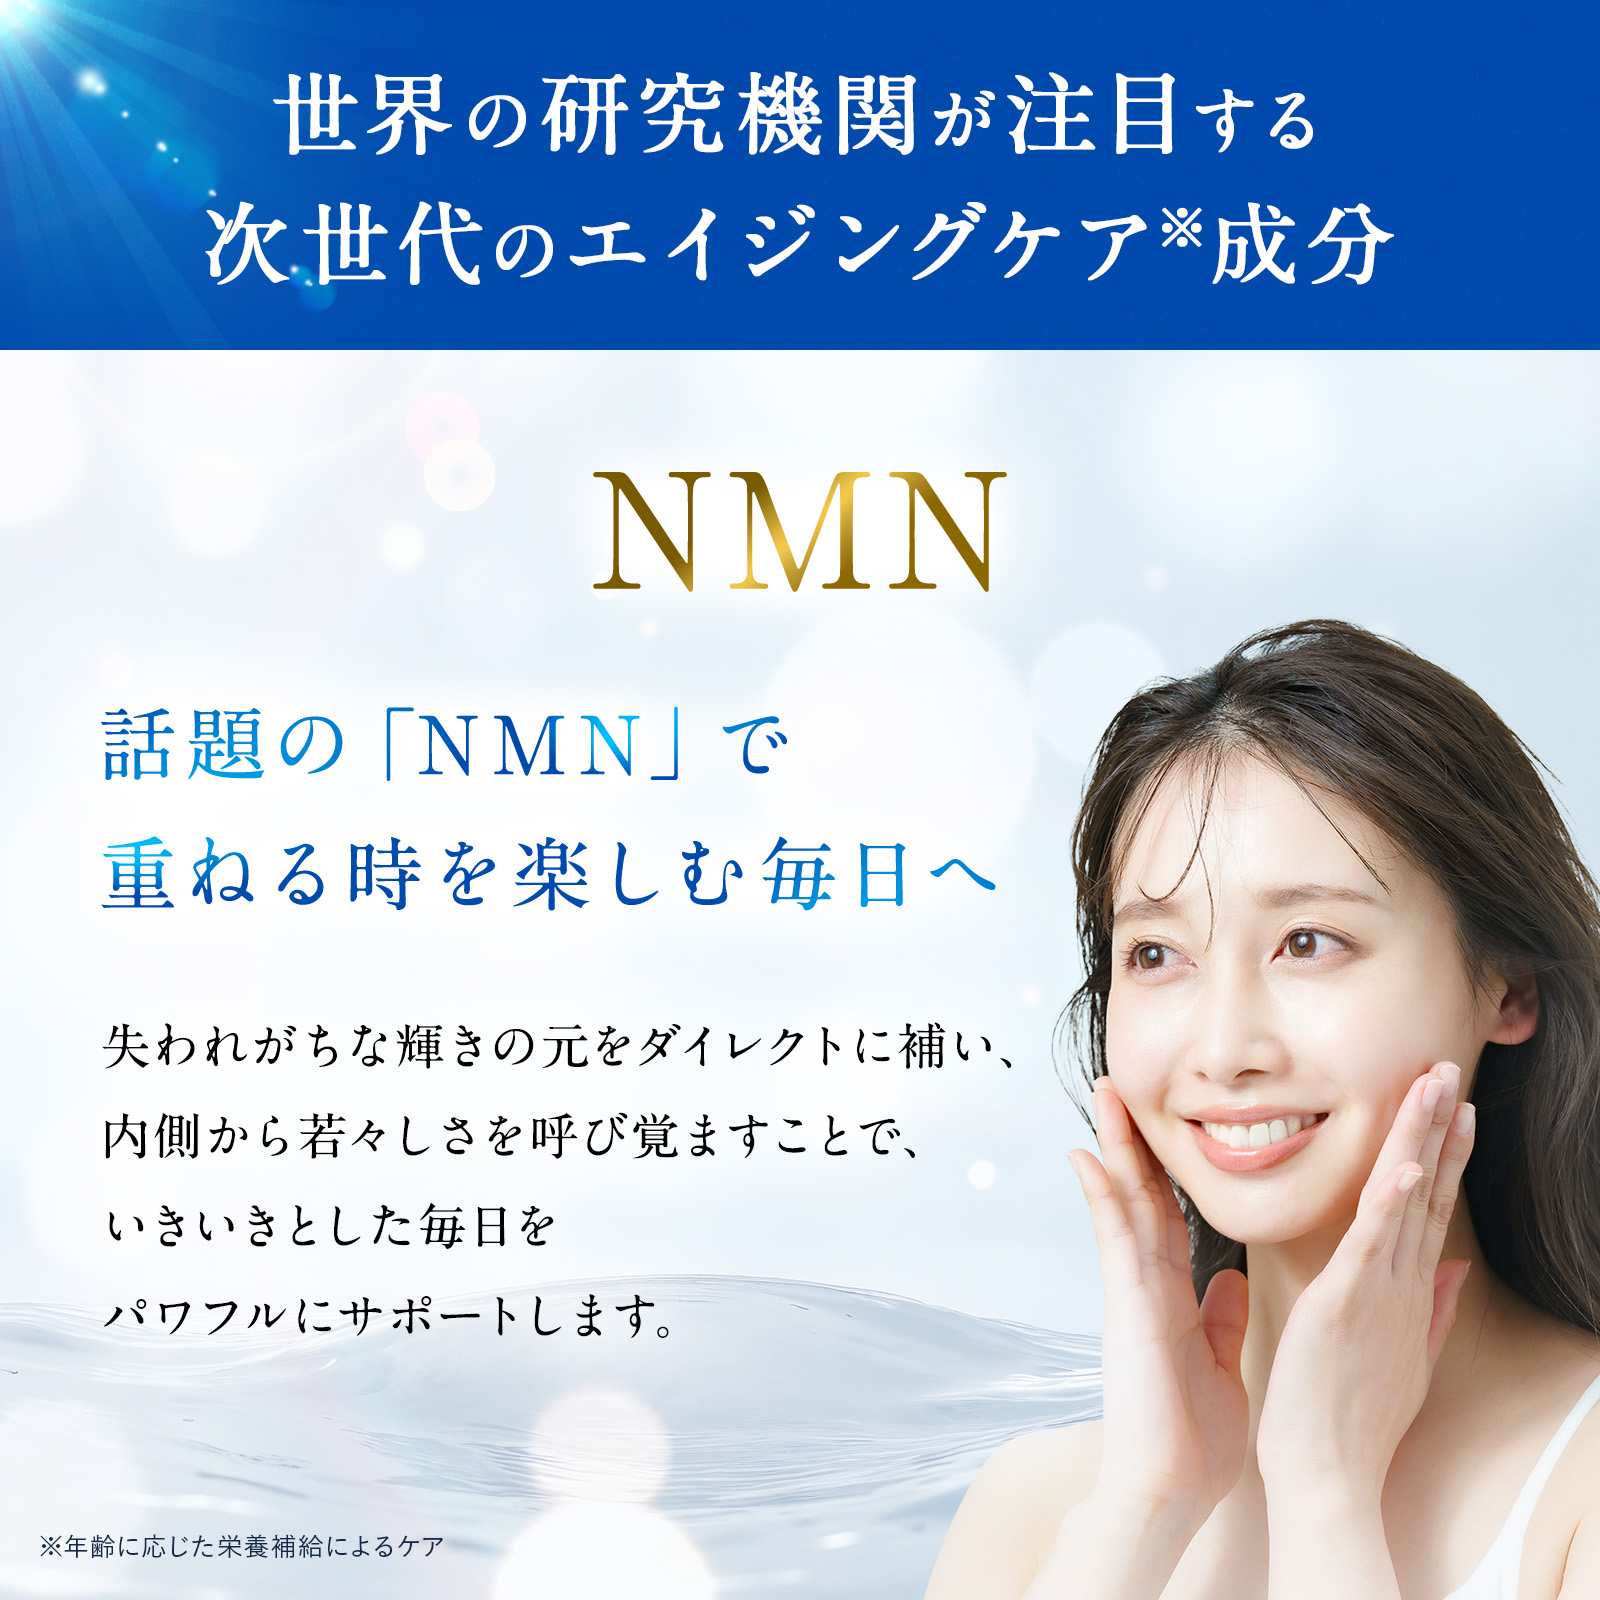 世界の研究機関が注目する
次世代のエイジングケア※成分
NMN
話題の「NMN」で
重ねる時を楽しむ毎日へ
失われがちな輝きの元をダイレクトに補い、
内側から若々しさを呼び覚ますことで、
いきいきとした毎日を
パワフルにサポートします。
※年齢に応じた栄養補給によるケア